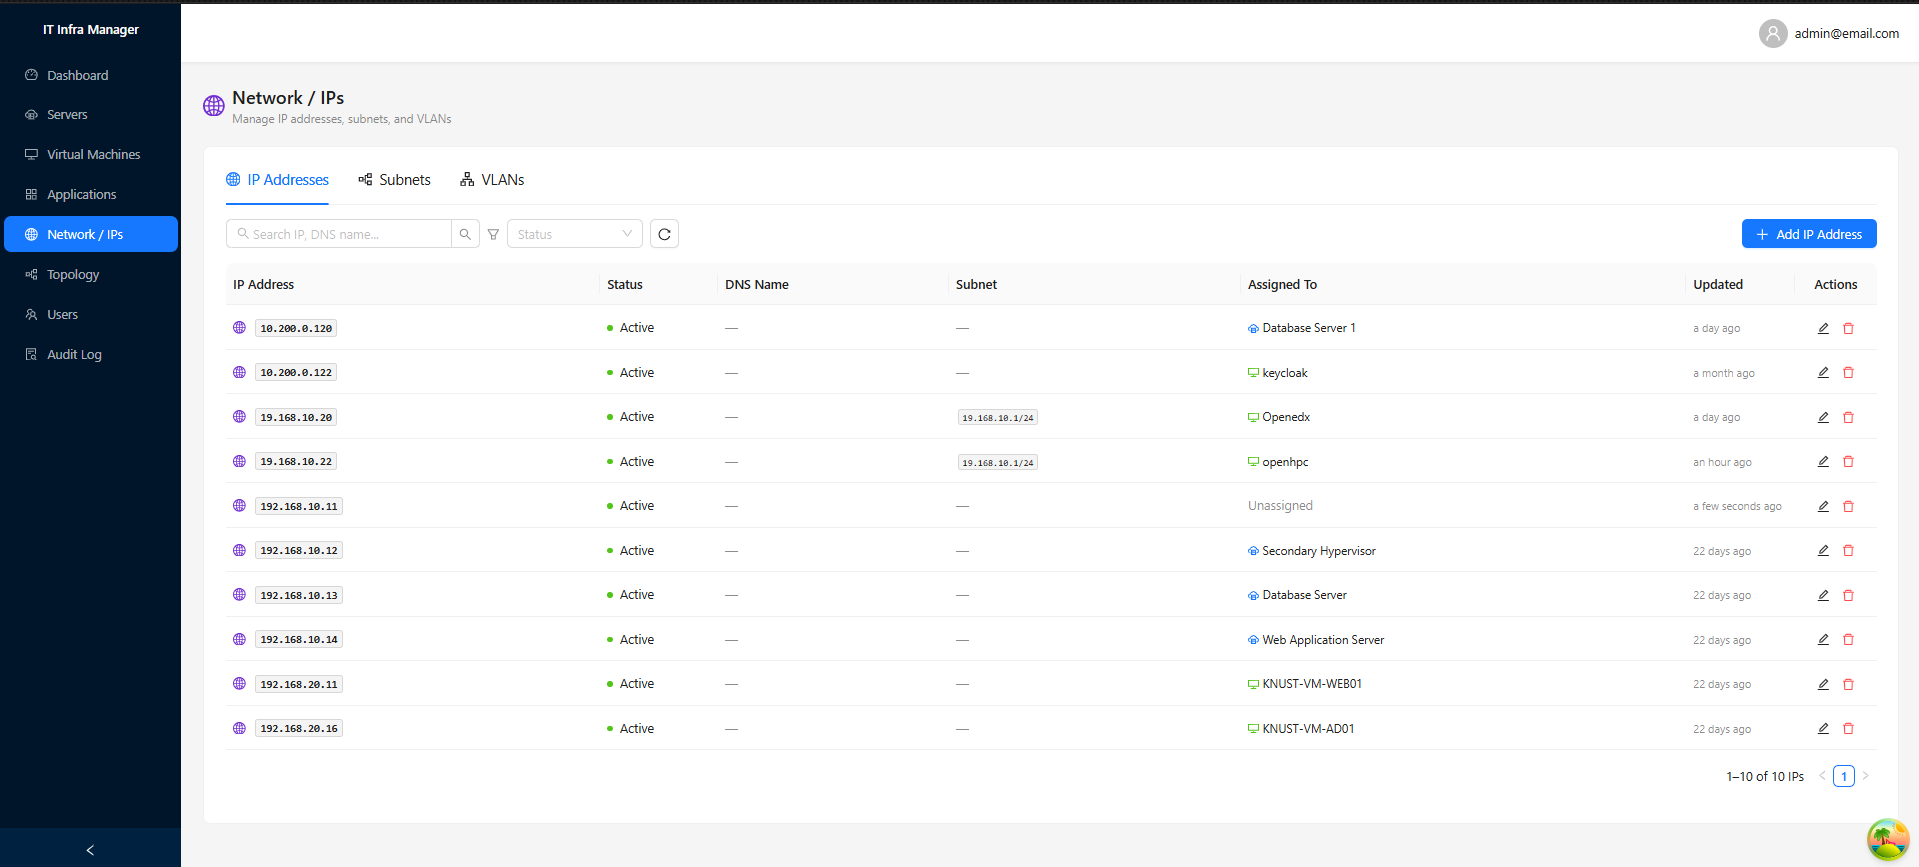 IT Infra Manager
admin@email.com
Dashboard
Servers
Virtual Machines
Applications
Network / IPs
Topology
Users
Audit Log
Network / IPs
Manage IP addresses, subnets, and VLANs
IP Addresses Subnets VLANs
Search IP, DNS name... Status Add IP Address
IP Address Status DNS Name Subnet Assigned To Updated Actions
10.200.0.120 Active — — Database Server 1 a day ago
10.200.0.122 Active — — keycloak a month ago
19.168.10.20 Active — 19.168.10.1/24 Openedx a day ago
19.168.10.22 Active — 19.168.10.1/24 openhpc an hour ago
192.168.10.11 Active — — Unassigned a few seconds ago
192.168.10.12 Active — — Secondary Hypervisor 22 days ago
192.168.10.13 Active — — Database Server 22 days ago
192.168.10.14 Active — — Web Application Server 22 days ago
192.168.20.11 Active — — KNUST-VM-WEB01 22 days ago
192.168.20.16 Active — — KNUST-VM-AD01 22 days ago
1–10 of 10 IPs < 1 >
<